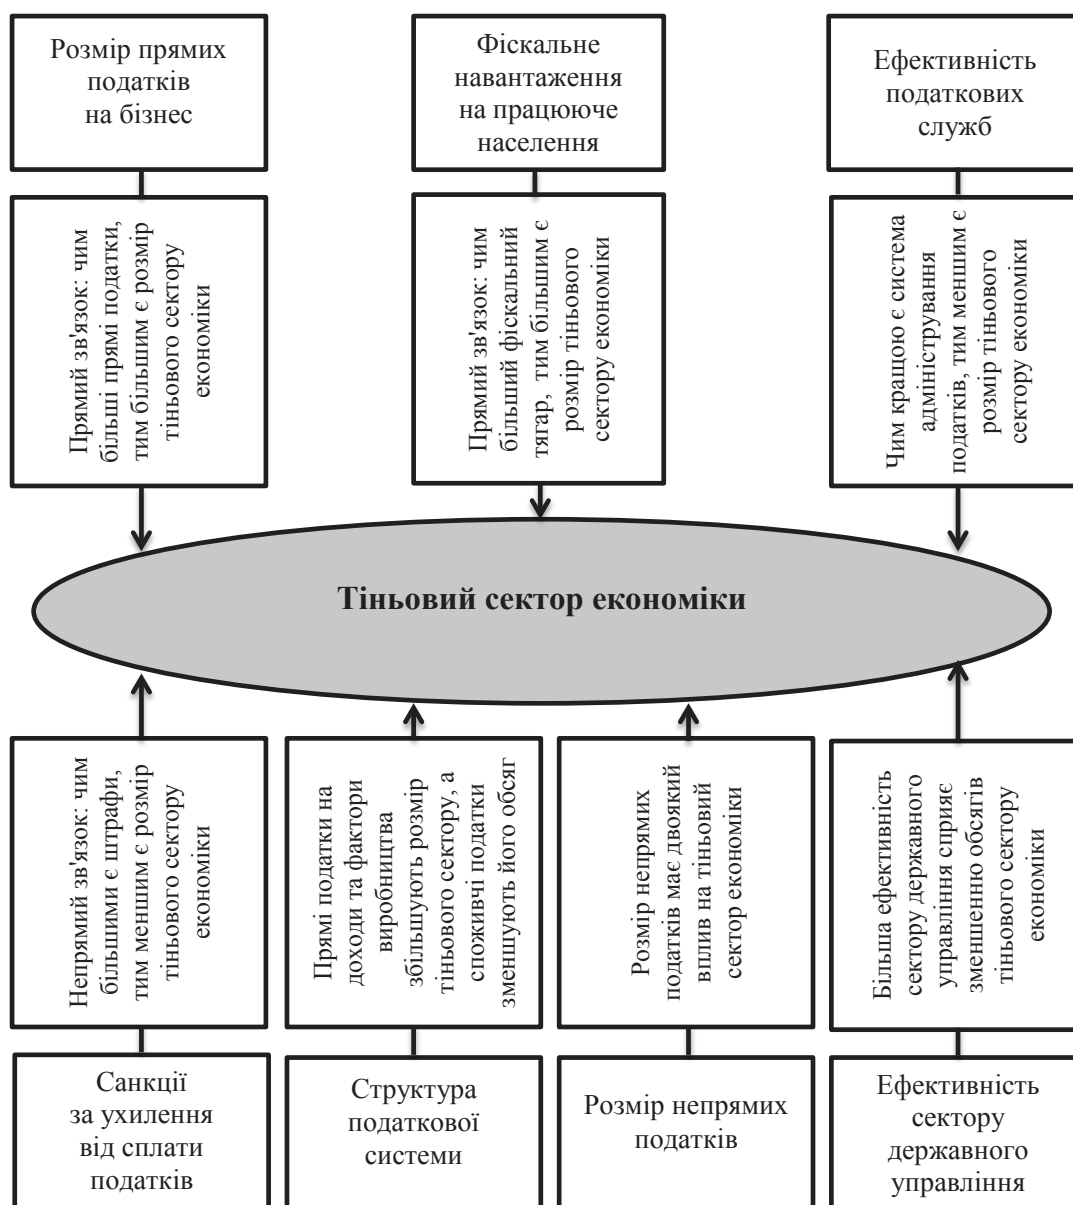 Розмір прямих
податків
на бізнес
Фіскальне
навантаження
на працююче
населення
Ефективність
податкових
служб
Прямий зв'язок: чим
більші прямі податки,
тим більшим є розмір
тіньового сектору
економіки
Прямий зв'язок: чим
більший фіскальний
тягар, тим більшим є
розмір тіньового
сектору економіки
Чим кращою є система
адміністрування
податків, тим меншим є
розмір тіньового
сектору економіки
Тіньовий сектор економіки
Непрямий зв'язок: чим
більшими є штрафи,
тим меншим є розмір
тіньового сектору
економіки
Прямі податки на
доходи та фактори
виробництва
збільшують розмір
тіньового сектору, а
споживчі податки
зменшують його обсяг
Розмір непрямих
податків має двоякий
вплив на тіньовий
сектор економіки
Більша ефективність
сектору державного
управління сприяє
зменшенню обсягів
тіньового сектору
економіки
Санкції
за ухилення
від сплати
податків
Структура
податкової
системи
Розмір непрямих
податків
Ефективність
сектору
державного
управління